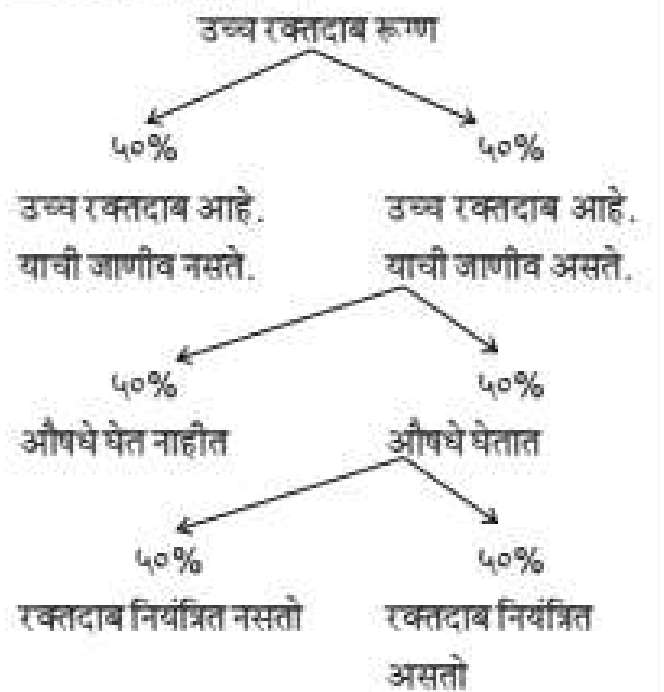 उच्च रक्तदाब रूग्ण
५०% ५०%
उच्च रक्तदाब आहे. उच्च रक्तदाब आहे.
याची जाणीव नसते. याची जाणीव असते.
५०% ५०%
औषधे घेत नाहीत औषधे घेतात
५०% ५०%
रक्तदाब नियंत्रित नसतो रक्तदाब नियंत्रित
असतो